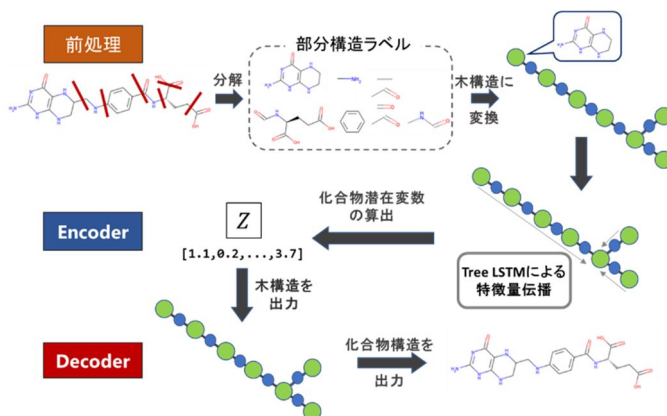 前処理
分解
部分構造ラベル
木構造に
変換
Encoder
Z
[1.1,0.2,...,3.7]
化合物潜在変数
の算出
Tree LSTMによる
特徴量伝播
木構造を
出力
Decoder
化合物構造を
出力